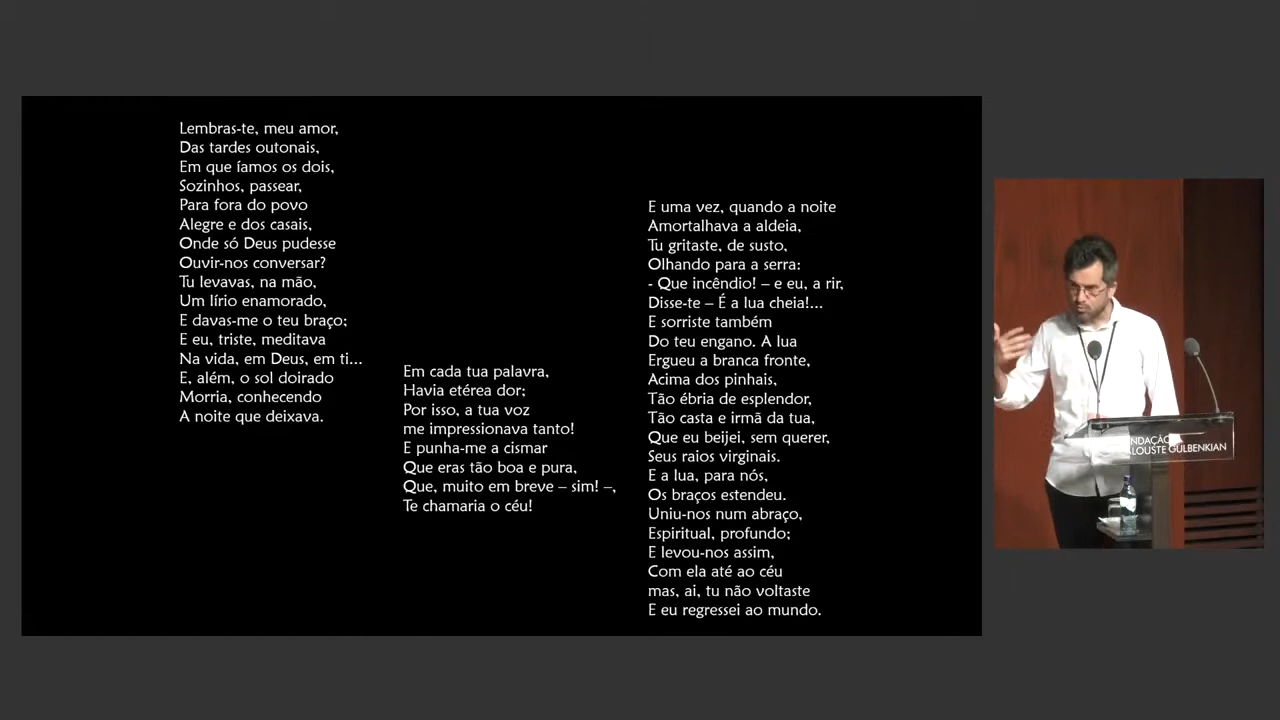 Lembras-te, meu amor,
Das tardes outonais,
Em que íamos os dois,
Sozinhos, passear,
Para fora do povo
Alegre e dos casais,
Onde só Deus pudesse
Ouvir-nos conversar?
Tu levavas, na mão,
Um lírio enamorado,
E davas-me o teu braço;
E eu, triste, meditava
Na vida, em Deus, em ti...
E, além, o sol doirado
Morria, conhecendo
A noite que deixava.
Em cada tua palavra,
Havia etérea dor;
Por isso, a tua voz
me impressionava tanto!
E punha-me a cismar
Que eras tão boa e pura,
Que, muito em breve – sim! –,
Te chamaria o céu!
E uma vez, quando a noite
Amortalhava a aldeia,
Tu gritaste, de susto,
Olhando para a serra:
- Que incêndio! – e eu, a rir,
Disse-te – É a lua cheia!...
E sorriste também
Do teu engano. A lua
Ergueu a branca fronte,
Acima dos pinhais,
Tão ébria de esplendor,
Tão casta e irmã da tua,
Que eu beijei, sem querer,
Seus raios virginais.
E a lua, para nós,
Os braços estendeu.
Uniu-nos num abraço,
Espiritual, profundo;
E levou-nos assim,
Com ela até ao céu
mas, ai, tu não voltaste
E eu regressei ao mundo.
NDAÇÃO
LOUSTE GULBENKIAN